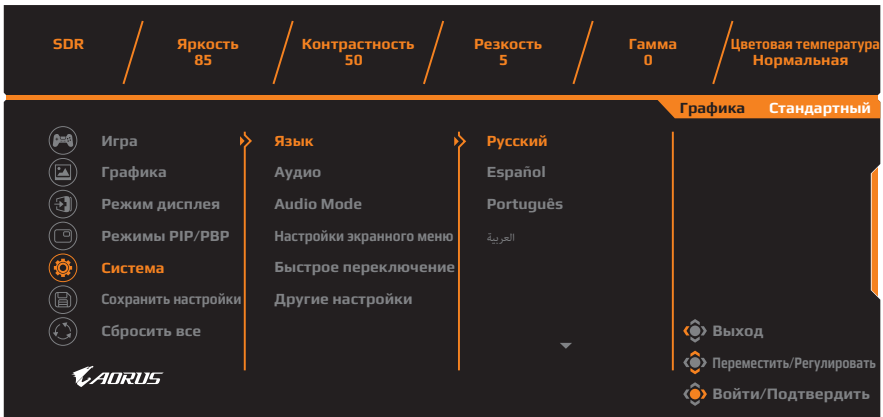 SDR
Яркость
85
Контрастность
50
Резкость
5
Гамма
0
Цветовая температура
Нормальная
Графика Стандартный
Игра
Графика
Режим дисплея
Режимы PIP/PBP
Система
Сохранить настройки
Сбросить все
Язык
Аудио
Audio Mode
Настройки экранного меню
Быстрое переключение
Другие настройки
Русский
Español
Português
العربية
Выход
Переместить/Регулировать
Войти/Подтвердить
AORUS